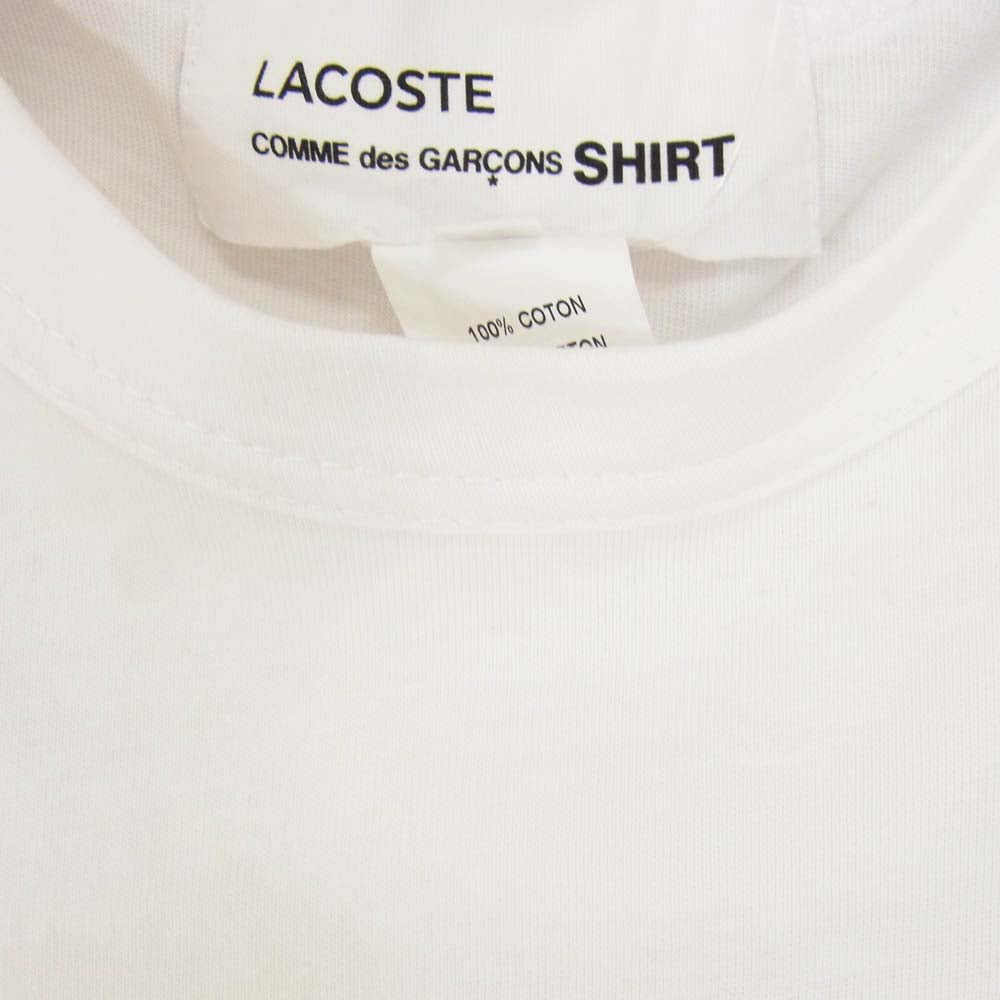 LACOSTE
COMME des GARÇONS SHIRT
100% COTON